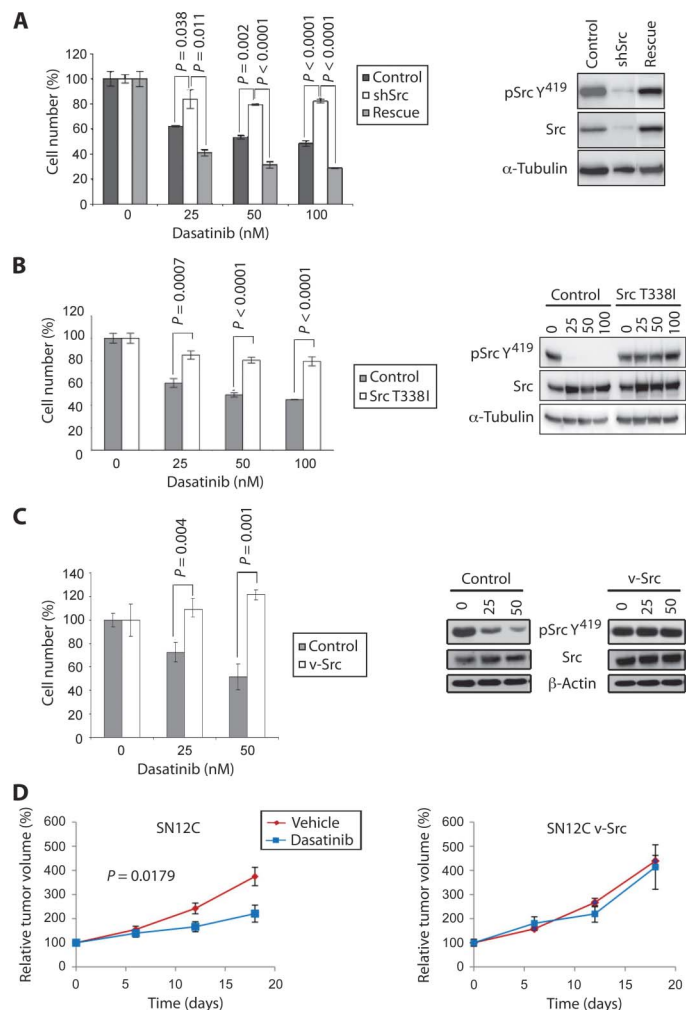 A
P = 0.038
P = 0.011
P = 0.002
P < 0.0001
P < 0.0001
P < 0.0001
Cell number (%)
120
100
80
60
40
20
0
0 25 50 100
Dasatinib (nM)
Control
shSrc
Rescue
Control
shSrc
Rescue
pSrc Y419
Src
α-Tubulin
B
P = 0.0007
P < 0.0001
P < 0.0001
Cell number (%)
120
100
80
60
40
20
0
0 25 50 100
Dasatinib (nM)
Control
Src T338I
Control Src T338I
0 25 50 100 0 25 50 100
pSrc Y419
Src
α-Tubulin
C
P = 0.004
P = 0.001
Cell number (%)
140
120
100
80
60
40
20
0
0 25 50
Dasatinib (nM)
Control
v-Src
Control v-Src
0 25 50 0 25 50
pSrc Y419
Src
β-Actin
D
SN12C
Vehicle
Dasatinib
P = 0.0179
Relative tumor volume (%)
600
500
400
300
200
100
0
0 5 10 15 20
Time (days)
SN12C v-Src
Relative tumor volume (%)
600
500
400
300
200
100
0
0 5 10 15 20
Time (days)